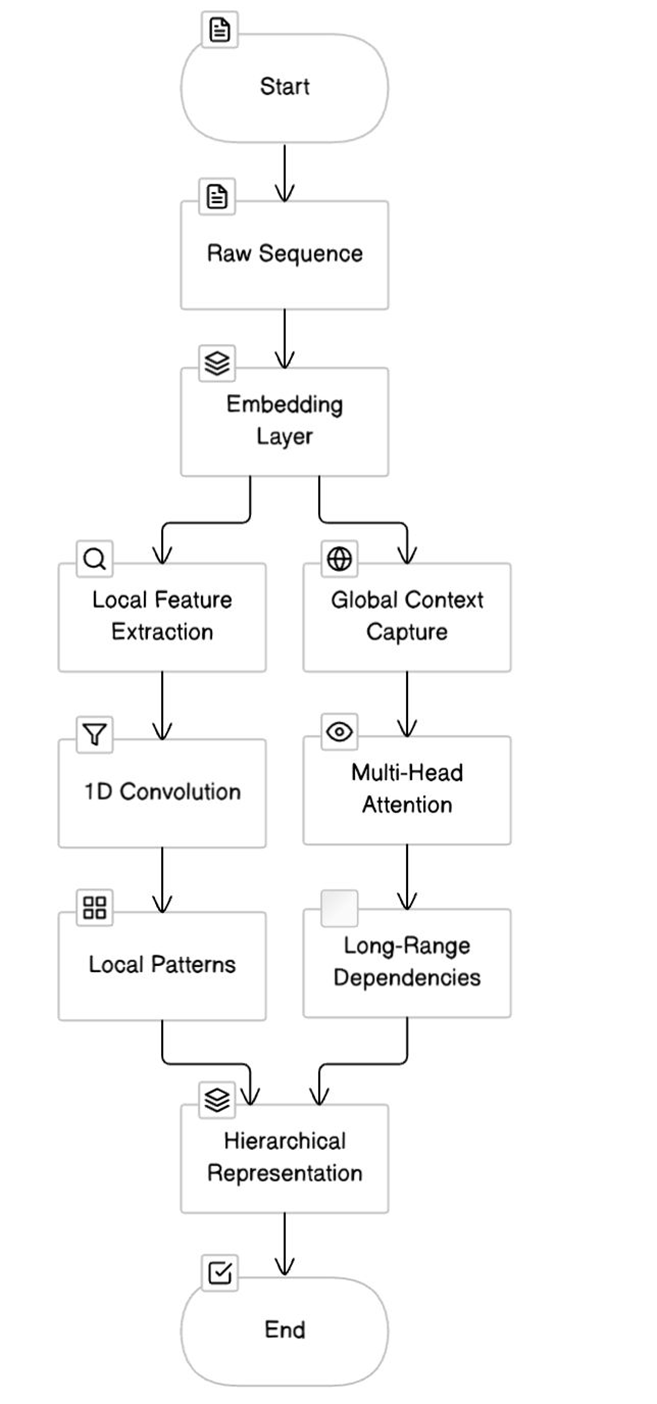 Start
Raw Sequence
Embedding
Layer
Local Feature
Extraction
Global Context
Capture
1D Convolution
Multi-Head
Attention
Local Patterns
Long-Range
Dependencies
Hierarchical
Representation
End